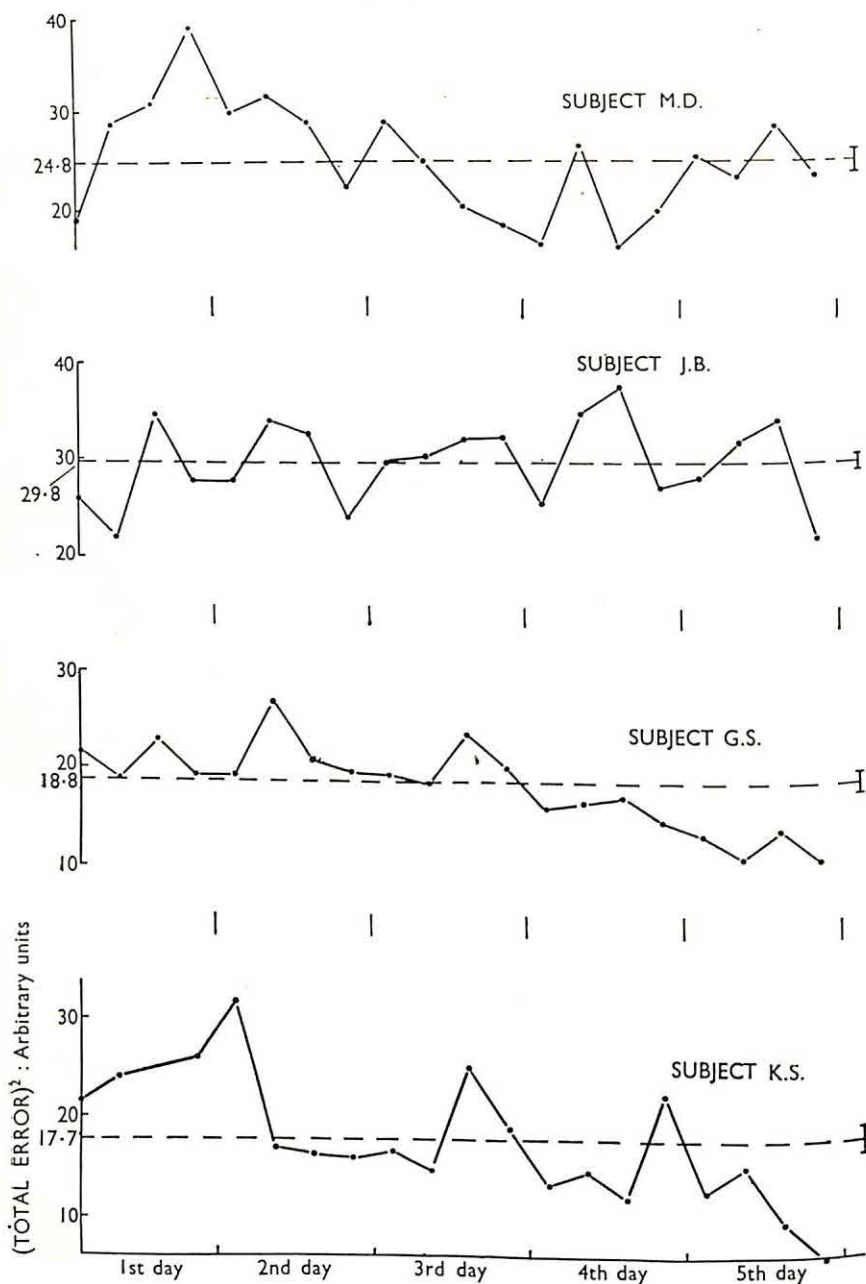 40
SUBJECT M.D.
30
24·8
20
40
SUBJECT J.B.
30
29·8
20
30
SUBJECT G.S.
20
18·8
10
(TOTAL ERROR)² : Arbitrary units
30
SUBJECT K.S.
20
17·7
10
1st day 2nd day 3rd day 4th day 5th day